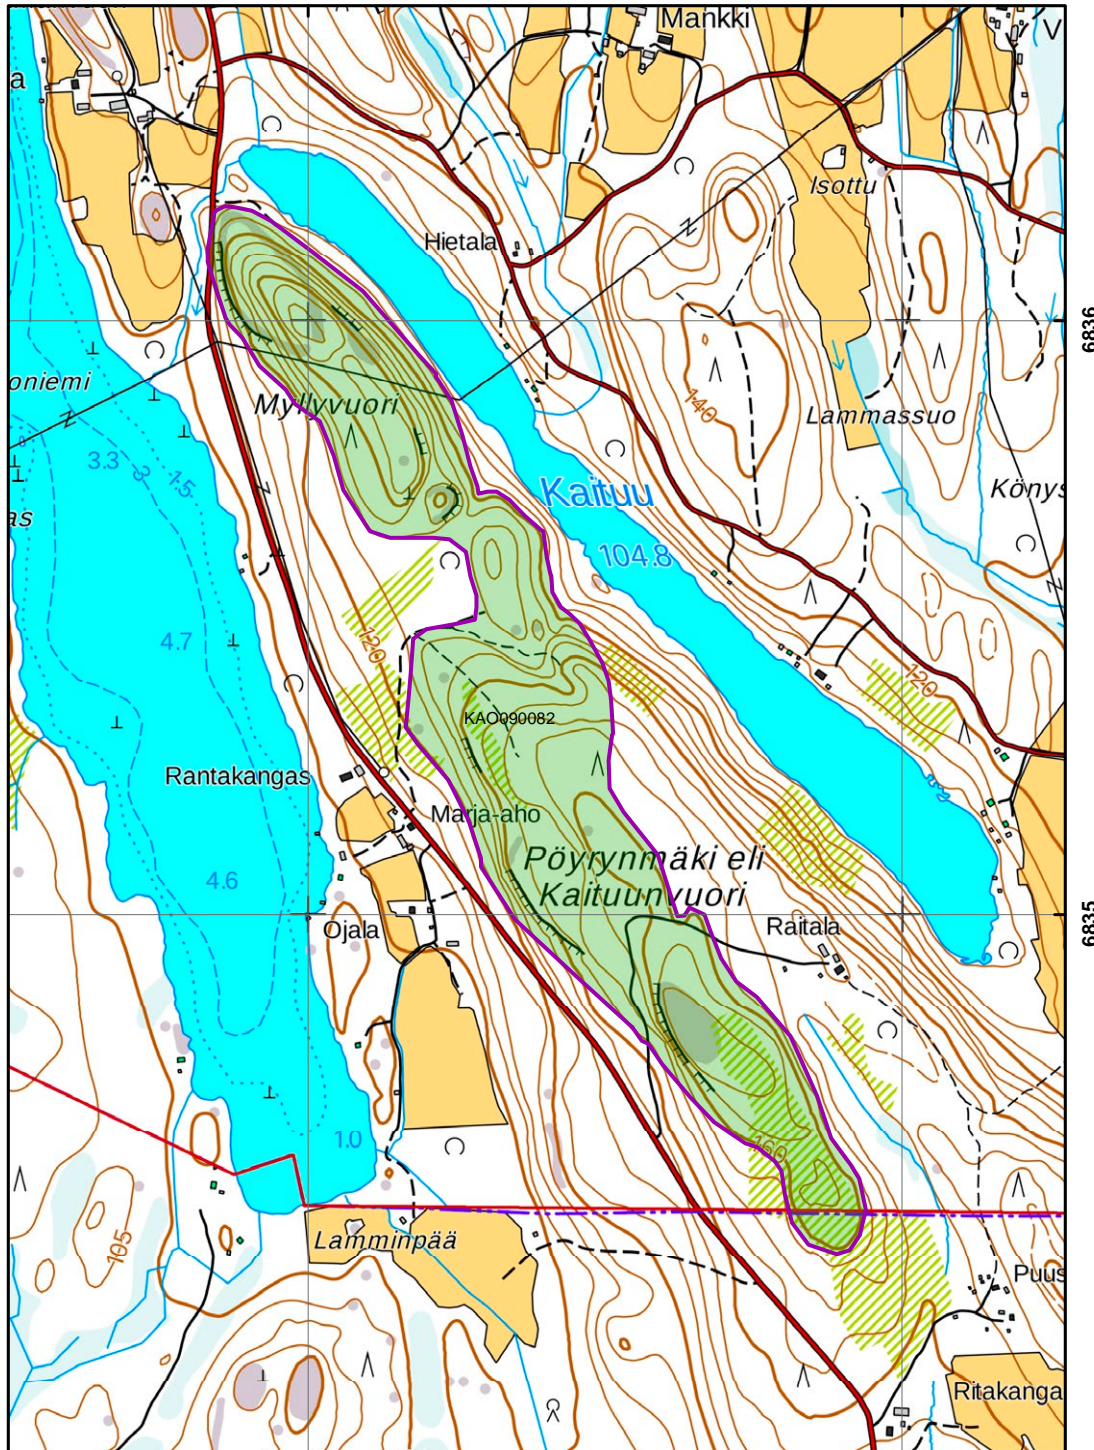 Mankki
V
a
Isottu
Hietala
6836
oniemi
Myllyvuori
140
Lammassuo
3.3
3
1.5
Kaituu
Könys
as
104.8
4.7
120
120
KAO090082
Rantakangas
Marja-aho
Pöyrynmäki eli
Kaituunvuori
4.6
Ojala
Raitala
6835
1.0
160
Lamminpää
105
Puus
Ritakanga